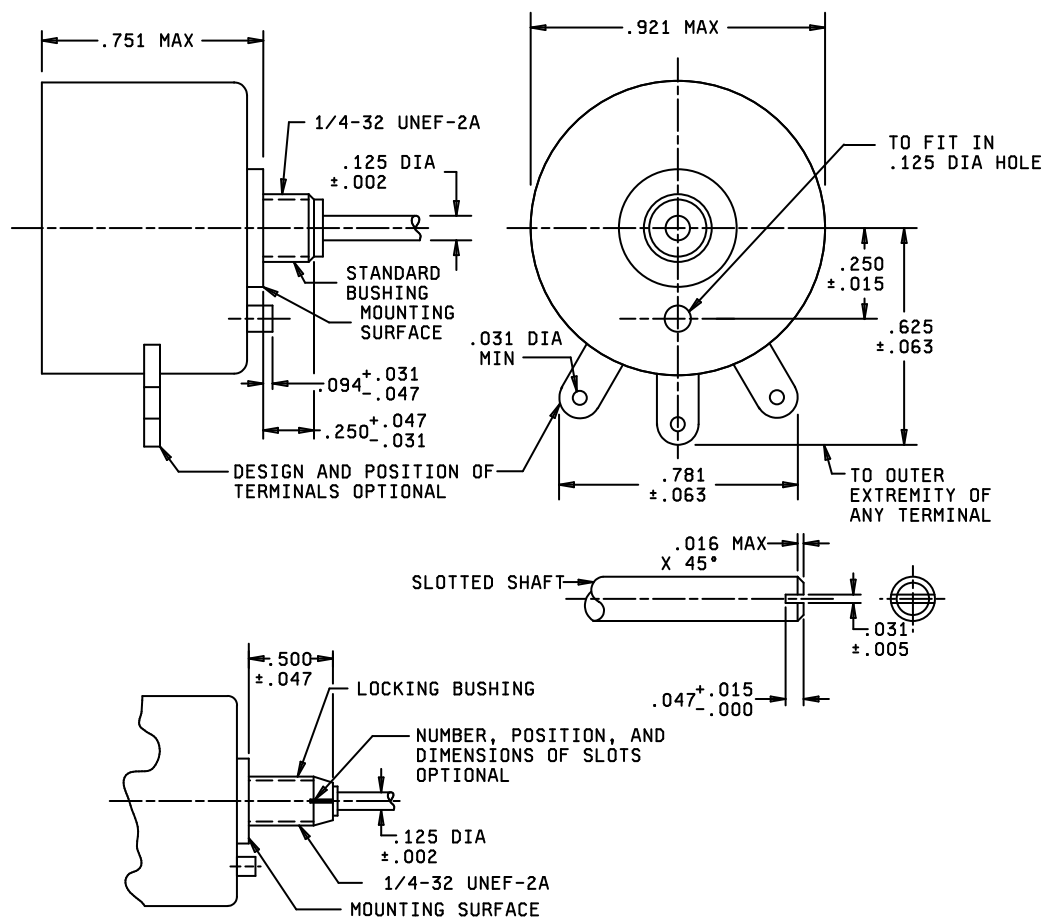 .751 MAX
1/4-32 UNEF-2A
.125 DIA
±.002
STANDARD
BUSHING
MOUNTING
SURFACE
.094 +.031
-.047
.250 +.047
-.031
DESIGN AND POSITION OF
TERMINALS OPTIONAL
.921 MAX
TO FIT IN
.125 DIA HOLE
.250
±.015
.625
±.063
.031 DIA
MIN
.781
±.063
TO OUTER
EXTREMITY OF
ANY TERMINAL
.016 MAX
X 45°
SLOTTED SHAFT
.031
±.005
.047 +.015
-.000
.500
±.047
LOCKING BUSHING
NUMBER, POSITION, AND
DIMENSIONS OF SLOTS
OPTIONAL
.125 DIA
±.002
1/4-32 UNEF-2A
MOUNTING SURFACE